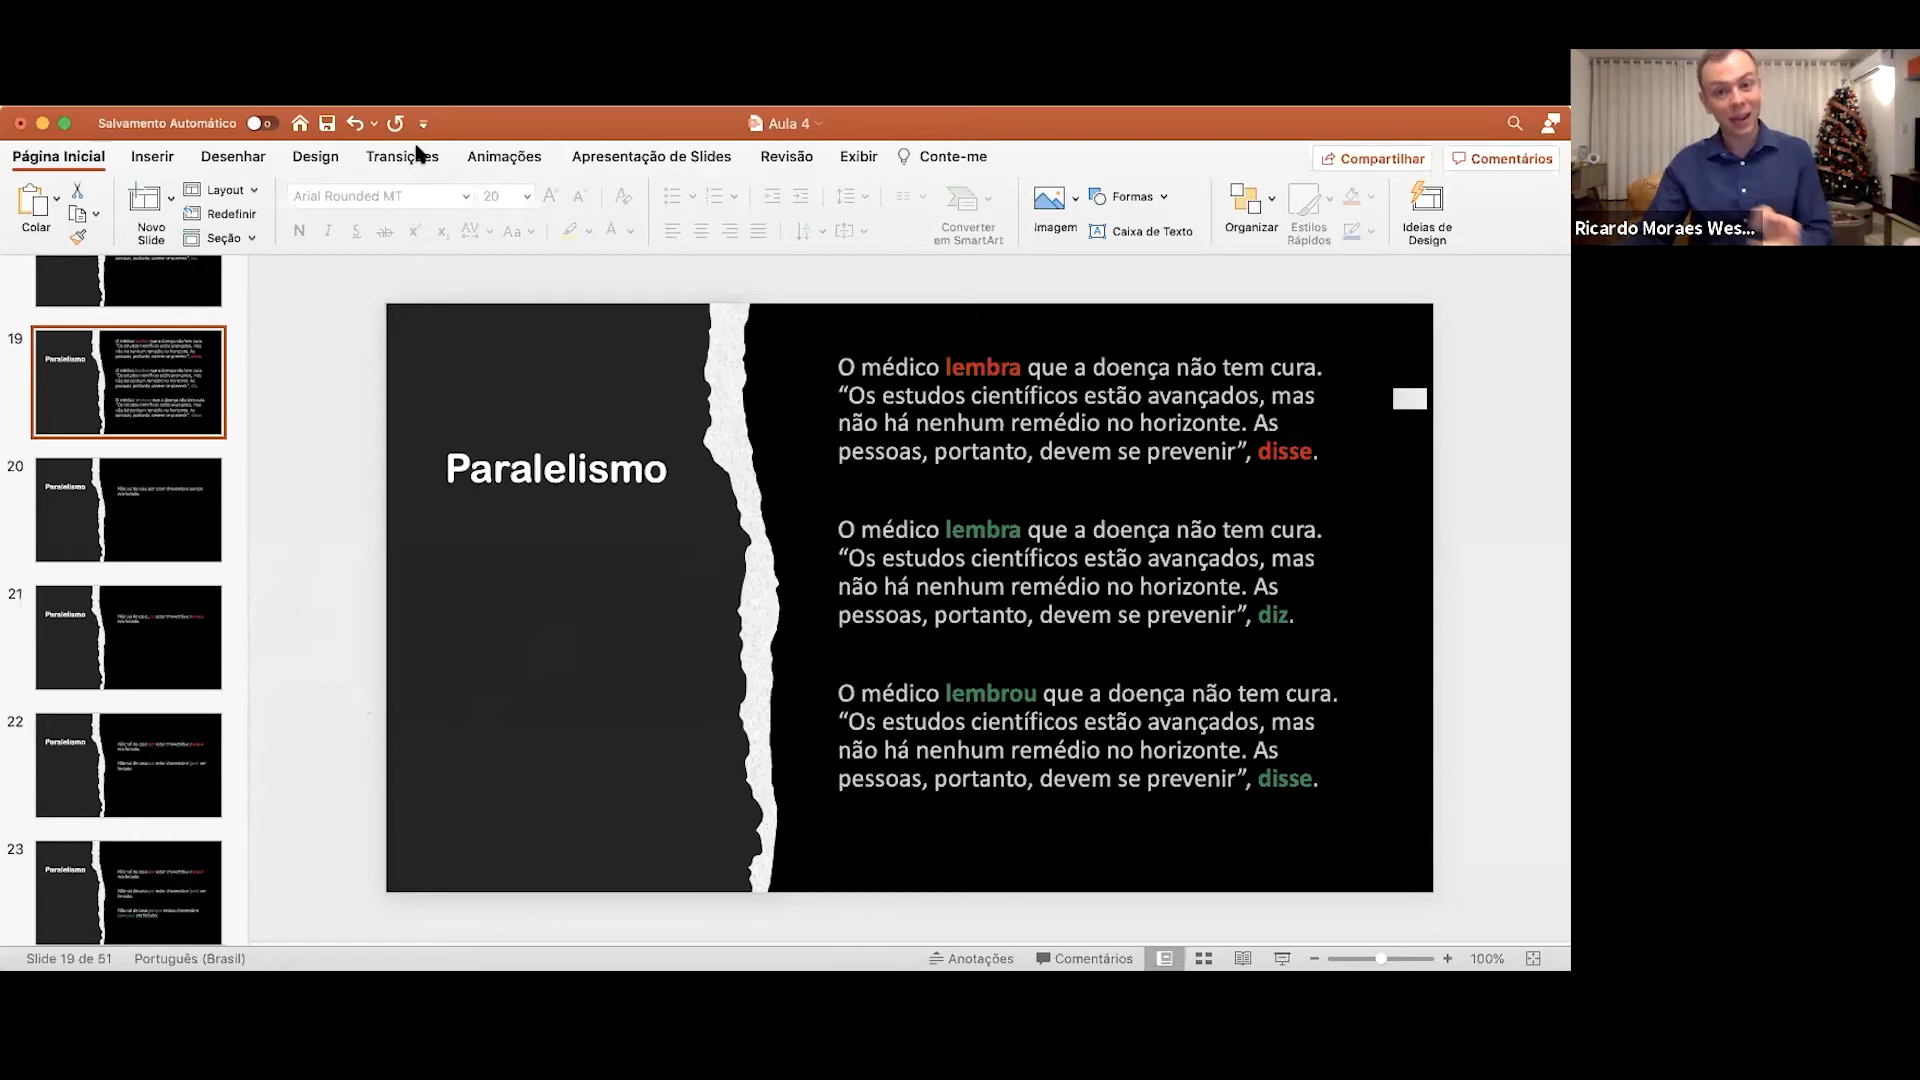 Salvamento Automático
Aula 4
Página Inicial Inserir Desenhar Design Transições Animações Apresentação de Slides Revisão Exibir Conte-me Compartilhar Comentários
Colar
Novo Slide
Layout
Redefinir
Seção
Arial Rounded MT 20
Converter em SmartArt
Imagem
Formas
Caixa de Texto
Organizar
Estilos Rápidos
Ideias de Design
19
20
21
22
23
Paralelismo
Paralelismo
Paralelismo
Paralelismo
Paralelismo
Paralelismo
O médico lembra que a doença não tem cura.
“Os estudos científicos estão avançados, mas
não há nenhum remédio no horizonte. As
pessoas, portanto, devem se prevenir”, disse.
O médico lembra que a doença não tem cura.
“Os estudos científicos estão avançados, mas
não há nenhum remédio no horizonte. As
pessoas, portanto, devem se prevenir”, diz.
O médico lembrou que a doença não tem cura.
“Os estudos científicos estão avançados, mas
não há nenhum remédio no horizonte. As
pessoas, portanto, devem se prevenir”, disse.
Slide 19 de 51 Português (Brasil) Anotações Comentários 100%
Ricardo Moraes Wes...